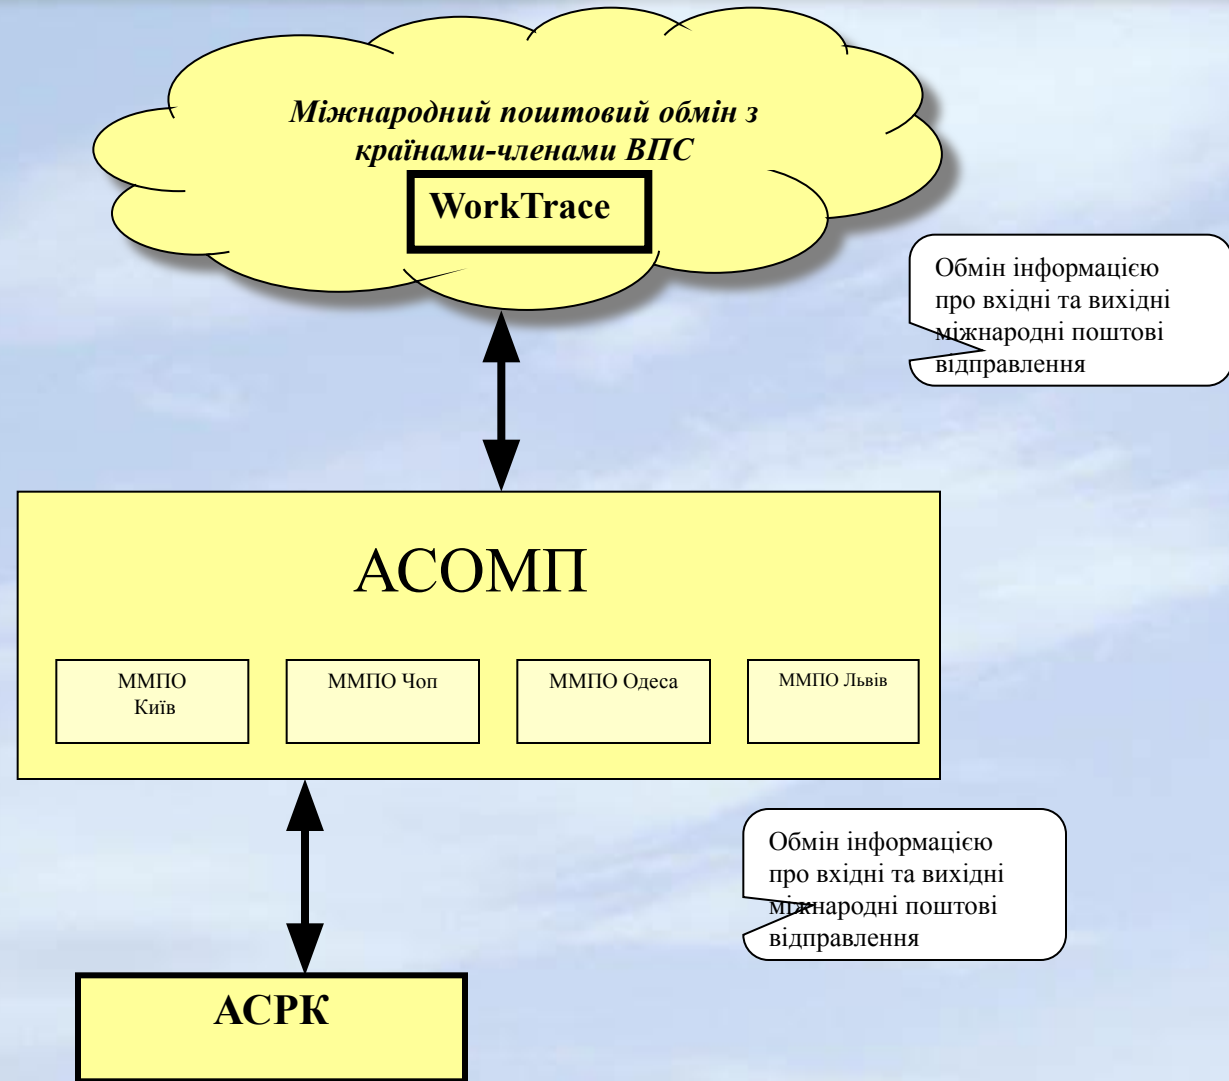 Міжнародний поштовий обмін з
країнами-членами ВПС
WorkTrace
Обмін інформацією
про вхідні та вихідні
міжнародні поштові
відправлення
АСОМП
ММПО
Київ
ММПО Чоп
ММПО Одеса
ММПО Львів
Обмін інформацією
про вхідні та вихідні
міжнародні поштові
відправлення
АСРК